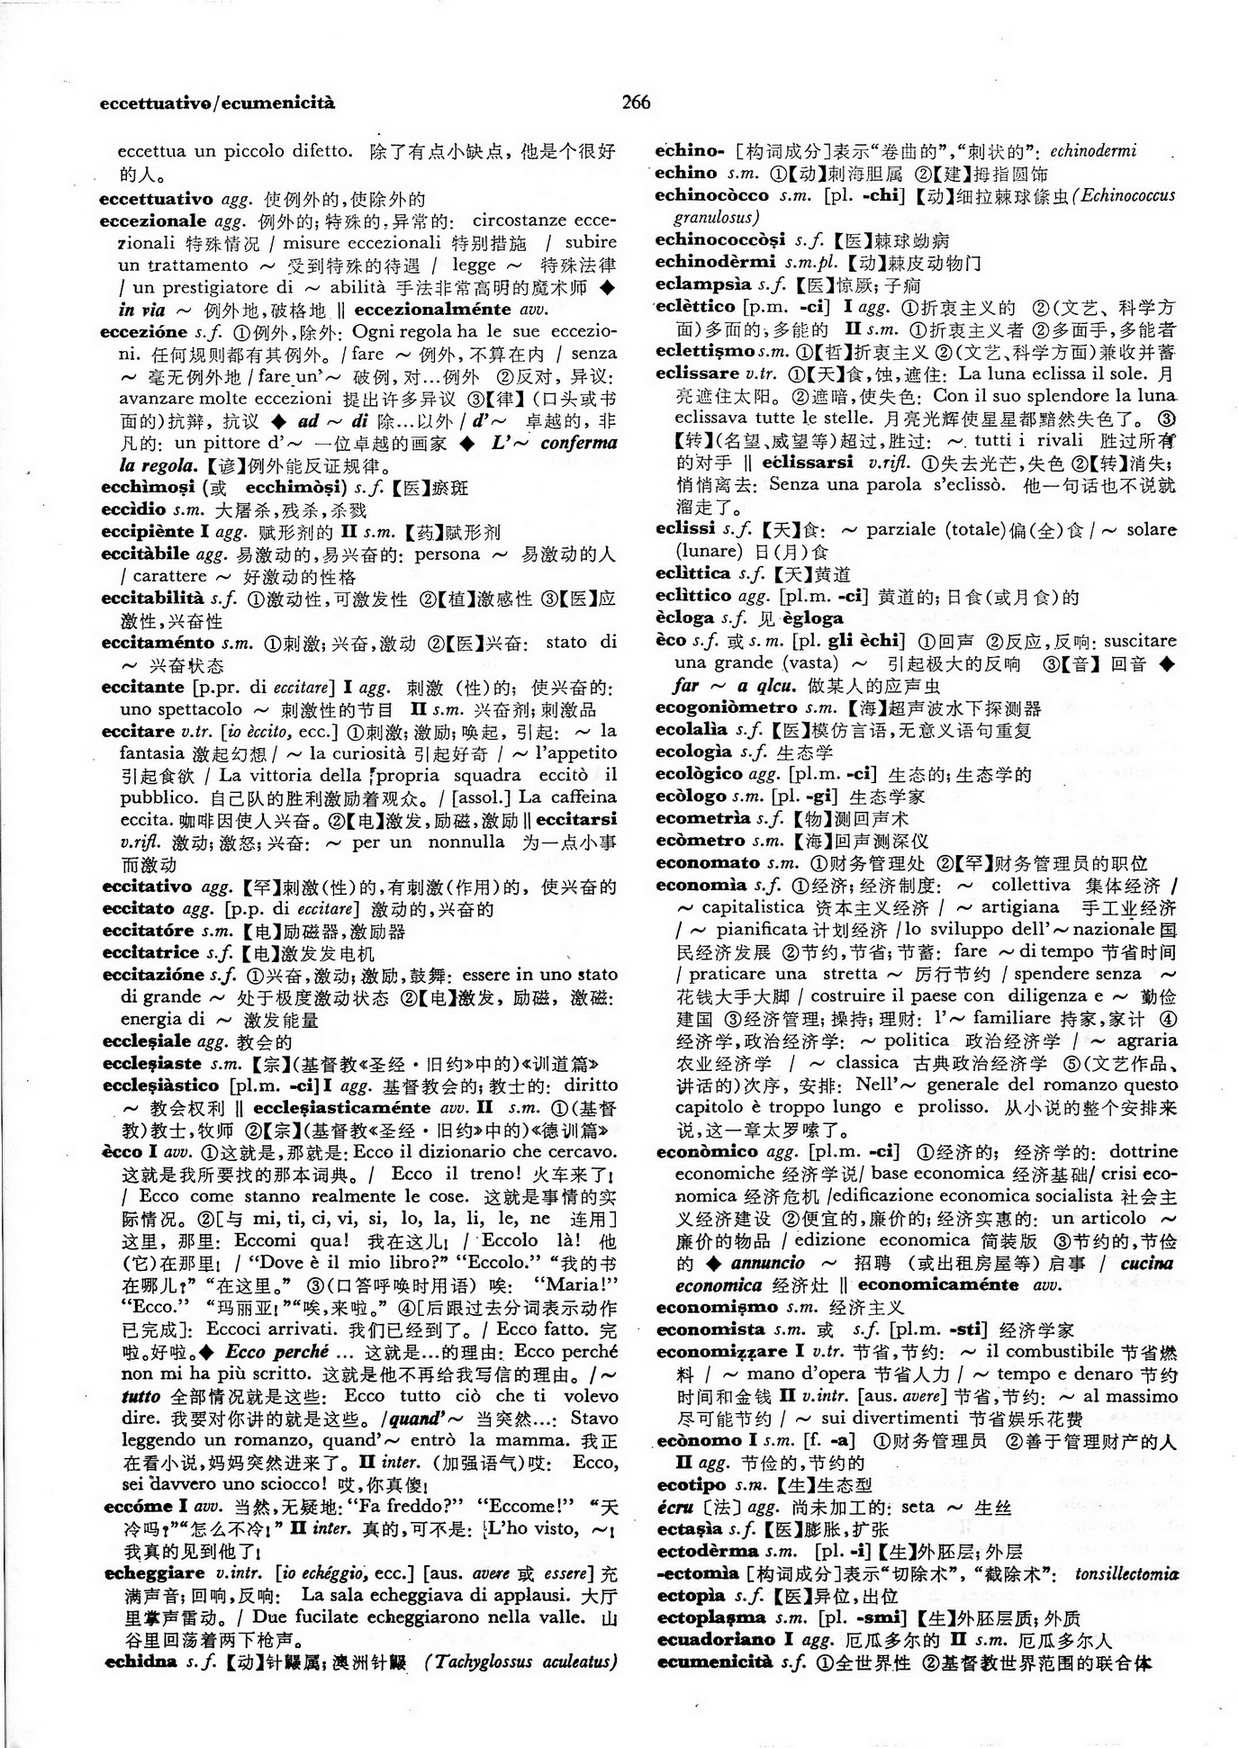 eccettuativo/ecumenicità
266
eccettua un piccolo difetto. 除了有点小缺点，他是个很好
的人。
eccettuativo agg. 使例外的,使除外的
eccezionale agg. 例外的;特殊的,异常的: circostanze ecce-
zionali 特殊情况 / misure eccezionali 特别措施 / subire
un trattamento ～ 受到特殊的待遇 / legge ～ 特殊法律
/ un prestigiatore di ～ abilità 手法非常高明的魔术师 ◆
in via ～ 例外地,破格地 ‖ eccezionalménte avv.
eccezióne s.f. ①例外,除外: Ogni regola ha le sue eccezio-
ni. 任何规则都有其例外。/ fare ～ 例外,不算在内 / senza
～ 毫无例外地 / fare un'～ 破例,对…例外 ②反对, 异议:
avanzare molte eccezioni 提出许多异议 ③【律】(口头或书
面的)抗辩, 抗议 ◆ ad ～ di 除…以外 / d'～ 卓越的, 非
凡的: un pittore d'～ 一位卓越的画家 ◆ L'～ conferma
la regola.【谚】例外能反证规律。
ecchìmoşi (或 ecchimòşi) s.f.【医】瘀斑
eccìdio s.m. 大屠杀,残杀,杀戮
eccipiènte I agg. 赋形剂的 II s.m.【药】赋形剂
eccitàbile agg. 易激动的,易兴奋的: persona ～ 易激动的人
/ carattere ～ 好激动的性格
eccitabilità s.f. ①激动性,可激发性 ②【植】激感性 ③【医】应
激性,兴奋性
eccitaménto s.m. ①刺激;兴奋,激动 ②【医】兴奋: stato di
～ 兴奋状态
eccitante [p.pr. di eccitare] I agg. 刺激 (性)的; 使兴奋的:
uno spettacolo ～ 刺激性的节目 II s.m. 兴奋剂;刺激品
eccitare v.tr. [io èccito, ecc.] ①刺激;激励;唤起, 引起: ～ la
fantasia 激起幻想 / ～ la curiosità 引起好奇 / ～ l'appetito
引起食欲 / La vittoria della propria squadra eccitò il
pubblico. 自己队的胜利激励着观众。/ [assol.] La caffeina
eccita. 咖啡因使人兴奋。②【电】激发,励磁,激励 ‖ eccitarsi
v.rifl. 激动;激怒;兴奋: ～ per un nonnulla 为一点小事
而激动
eccitativo agg.【罕】刺激(性)的,有刺激(作用)的, 使兴奋的
eccitato agg. [p.p. di eccitare] 激动的,兴奋的
eccitatóre s.m.【电】励磁器,激励器
eccitatrice s.f.【电】激发发电机
eccitazióne s.f. ①兴奋,激动;激励,鼓舞: essere in uno stato
di grande ～ 处于极度激动状态 ②【电】激发, 励磁, 激磁:
energia di ～ 激发能量
eccleşiale agg. 教会的
eccleşiaste s.m.【宗】(基督教《圣经·旧约》中的)《训道篇》
eccleşiàstico [pl.m. -ci] I agg. 基督教会的;教士的: diritto
～ 教会权利 ‖ eccleşiasticaménte avv. II s.m. ①(基督
教)教士,牧师 ②【宗】(基督教《圣经·旧约》中的)《德训篇》
ècco I avv. ①这就是,那就是: Ecco il dizionario che cercavo.
这就是我所要找的那本词典。/ Ecco il treno! 火车来了!
/ Ecco come stanno realmente le cose. 这就是事情的实
际情况。②[与 mi, ti, ci, vi, si, lo, la, li, le, ne 连用]
这里, 那里: Eccomi qua! 我在这儿! / Eccolo là! 他
(它)在那里! / “Dove è il mio libro?” “Eccolo.” “我的书
在哪儿?” “在这里。” ③(口答呼唤时用语) 唉: “Maria!”
“Ecco.” “玛丽亚!”“唉,来啦。” ④[后跟过去分词表示动作
已完成]: Eccoci arrivati. 我们已经到了。/ Ecco fatto. 完
啦。好啦。◆ Ecco perché … 这就是…的理由: Ecco perché
non mi ha più scritto. 这就是他不再给我写信的理由。/ ～
tutto 全部情况就是这些: Ecco tutto ciò che ti volevo
dire. 我要对你讲的就是这些。/ quand'～ 当突然…: Stavo
leggendo un romanzo, quand'～ entrò la mamma. 我正
在看小说,妈妈突然进来了。II inter. (加强语气)哎: Ecco,
sei davvero uno sciocco! 哎,你真傻!
eccóme I avv. 当然,无疑地: “Fa freddo?” “Eccome!” “天
冷吗?”“怎么不冷!” II inter. 真的,可不是: L'ho visto, ～!
我真的见到他了!
echeggiare v.intr. [io echéggio, ecc.] [aus. avere 或 essere] 充
满声音;回响,反响: La sala echeggiava di applausi. 大厅
里掌声雷动。/ Due fucilate echeggiarono nella valle. 山
谷里回荡着两下枪声。
echidna s.f.【动】针鼹属;澳洲针鼹 (Tachyglossus aculeatus)
echino- [构词成分]表示“卷曲的”,“刺状的”: echinodermi
echino s.m. ①【动】刺海胆属 ②【建】拇指圆饰
echinocòcco s.m. [pl. -chi]【动】细拉棘球绦虫(Echinococcus
granulosus)
echinococcòşi s.f.【医】棘球蚴病
echinodèrmi s.m.pl.【动】棘皮动物门
eclampsìa s.f.【医】惊厥;子痫
eclèttico [p.m. -ci] I agg. ①折衷主义的 ②(文艺、科学方
面)多面的,多能的 II s.m. ①折衷主义者 ②多面手,多能者
eclettişmo s.m. ①【哲】折衷主义 ②(文艺、科学方面)兼收并蓄
eclissare v.tr. ①【天】食,蚀,遮住: La luna eclissa il sole. 月
亮遮住太阳。②遮暗,使失色: Con il suo splendore la luna
eclissava tutte le stelle. 月亮光辉使星星都黯然失色了。③
【转】(名望、威望等)超过,胜过: ～ tutti i rivali 胜过所有
的对手 ‖ eclissarsi v.rifl. ①失去光芒,失色 ②【转】消失;
悄悄离去: Senza una parola s'eclissò. 他一句话也不说就
溜走了。
eclissi s.f.【天】食: ～ parziale (totale)偏(全)食 / ～ solare
(lunare) 日(月)食
eclìttica s.f.【天】黄道
eclìttico agg. [pl.m. -ci] 黄道的;日食(或月食)的
ècloga s.f. 见 ègloga
èco s.f. 或 s.m. [pl. gli èchi] ①回声 ②反应,反响: suscitare
una grande (vasta) ～ 引起极大的反响 ③【音】回音 ◆
far ～ a qlcu. 做某人的应声虫
ecogoniòmetro s.m.【海】超声波水下探测器
ecolalìa s.f.【医】模仿言语,无意义语句重复
ecologìa s.f. 生态学
ecològico agg. [pl.m. -ci] 生态的;生态学的
ecòlogo s.m. [pl. -gi] 生态学家
ecometrìa s.f.【物】测回声术
ecòmetro s.m.【海】回声测深仪
economato s.m. ①财务管理处 ②【罕】财务管理员的职位
economìa s.f. ①经济;经济制度: ～ collettiva 集体经济 /
～ capitalistica 资本主义经济 / ～ artigiana 手工业经济
/ ～ pianificata 计划经济 / lo sviluppo dell'～ nazionale 国
民经济发展 ②节约,节省;节蓄: fare ～ di tempo 节省时间
/ praticare una stretta ～ 厉行节约 / spendere senza ～
花钱大手大脚 / costruire il paese con diligenza e ～ 勤俭
建国 ③经济管理;操持;理财: l'～ familiare 持家,家计 ④
经济学,政治经济学: ～ politica 政治经济学 / ～ agraria
农业经济学 / ～ classica 古典政治经济学 ⑤(文艺作品、
讲话的)次序, 安排: Nell'～ generale del romanzo questo
capitolo è troppo lungo e prolisso. 从小说的整个安排来
说,这一章太罗嗦了。
econòmico agg. [pl.m. -ci] ①经济的; 经济学的: dottrine
economiche 经济学说 / base economica 经济基础 / crisi eco-
nomica 经济危机 / edificazione economica socialista 社会主
义经济建设 ②便宜的,廉价的;经济实惠的: un articolo ～
廉价的物品 / edizione economica 简装版 ③节约的,节俭
的 ◆ annuncio ～ 招聘 (或出租房屋等) 启事 / cucina
economica 经济灶 ‖ economicaménte avv.
economişmo s.m. 经济主义
economista s.m. 或 s.f. [pl.m. -sti] 经济学家
economizzare I v.tr. 节省,节约: ～ il combustibile 节省燃
料 / ～ mano d'opera 节省人力 / ～ tempo e denaro 节约
时间和金钱 II v.intr. [aus. avere] 节省,节约: ～ al massimo
尽可能节约 / ～ sui divertimenti 节省娱乐花费
ecònomo I s.m. [f. -a] ①财务管理员 ②善于管理财产的人
II agg. 节俭的,节约的
ecotipo s.m.【生】生态型
écru〔法〕agg. 尚未加工的: seta ～ 生丝
ectaşìa s.f.【医】膨胀,扩张
ectodèrma s.m. [pl. -i]【生】外胚层;外层
-ectomìa [构词成分]表示“切除术”, “截除术”: tonsillectomia
ectopìa s.f.【医】异位,出位
ectoplaşma s.m. [pl. -smi]【生】外胚层质;外质
ecuadoriano I agg. 厄瓜多尔的 II s.m. 厄瓜多尔人
ecumenicità s.f. ①全世界性 ②基督教世界范围的联合体